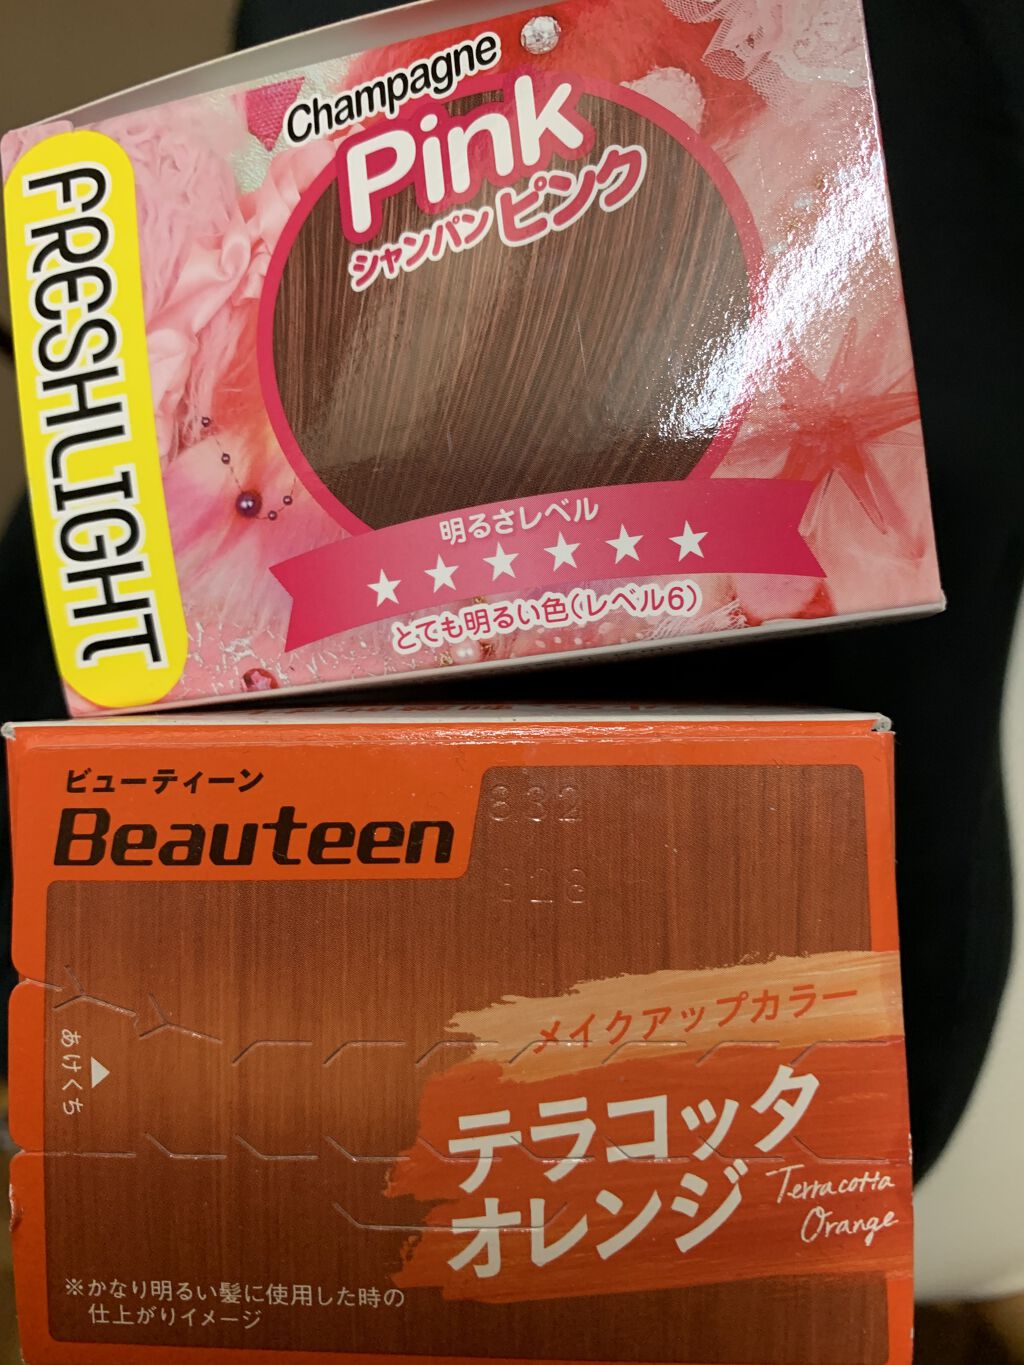 Champagne
Pink
シャンパンピンク
FRESHLIGHT
明るさレベル
★★★★★★
とても明るい色(レベル6)
ビューティーン
Beauteen
632
メイクアップカラー
あけくち
テラコッタ
オレンジ
Terracotta
Orange
※かなり明るい髪に使用した時の
仕上がりイメージ